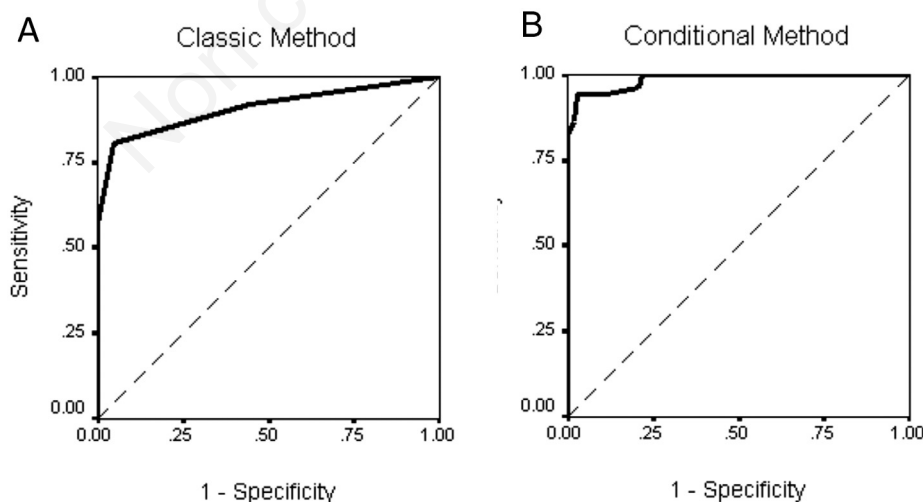 A
Classic Method
1.00
.75
.50
.25
0.00
Sensitivity
0.00 .25 .50 .75 1.00
1 - Specificity
B
Conditional Method
1.00
.75
.50
.25
0.00
0.00 .25 .50 .75 1.00
1 - Specificity
Non